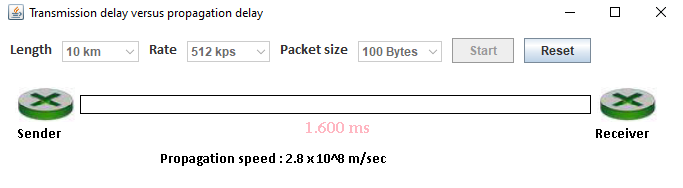 Transmission delay versus propagation delay
Length 10 km Rate 512 kps Packet size 100 Bytes Start Reset
1.600 ms
Sender Receiver
Propagation speed : 2.8 x 10^8 m/sec